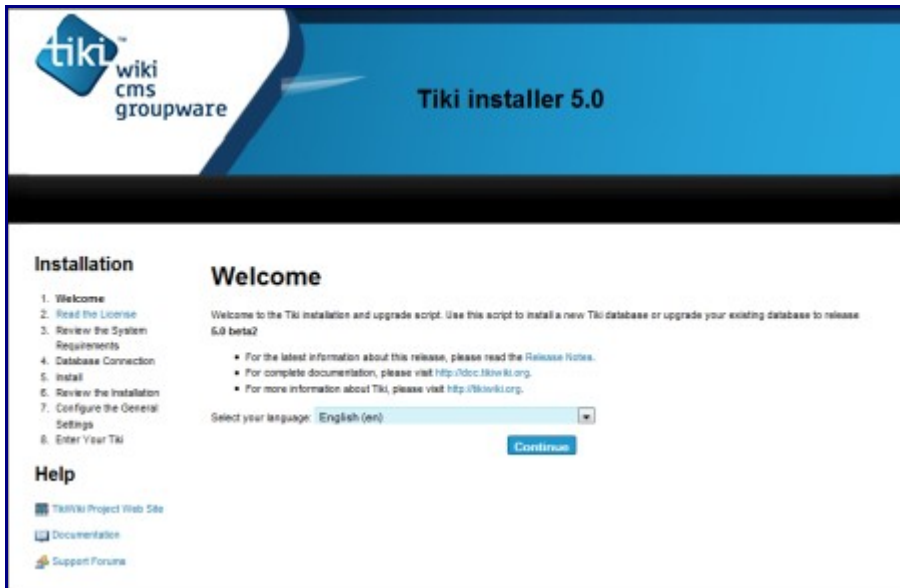 tiki™
wiki
cms
groupware
Tiki installer 5.0
Installation
1. Welcome
2. Read the License
3. Review the System
Requirements
4. Database Connection
5. Install
6. Review the Installation
7. Configure the General
Settings
8. Enter Your Tiki
Help
TikiWiki Project Web Site
Documentation
Support Forums
Welcome
Welcome to the Tiki installation and upgrade script. Use this script to install a new Tiki database or upgrade your existing database to release
5.0 beta2
• For the latest information about this release, please read the Release Notes.
• For complete documentation, please visit http://doc.tikiwiki.org.
• For more information about Tiki, please visit http://tikiwiki.org.
Select your language: English (en)
Continue